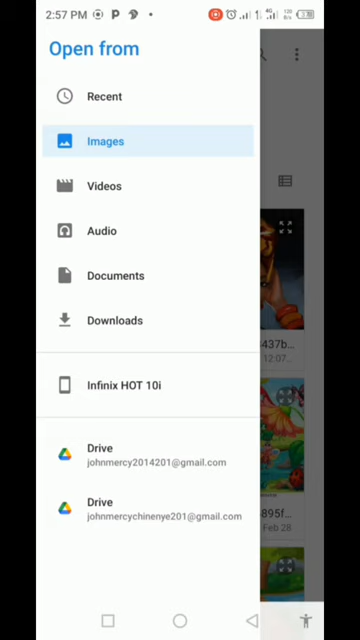 2:57 PM
Open from
Recent
Images
Videos
Audio
Documents
Downloads
437b...
12:07...
Infinix HOT 10i
Drive
johnmercy2014201@gmail.com
Drive
johnmercychinenye201@gmail.com
895f...
Feb 28